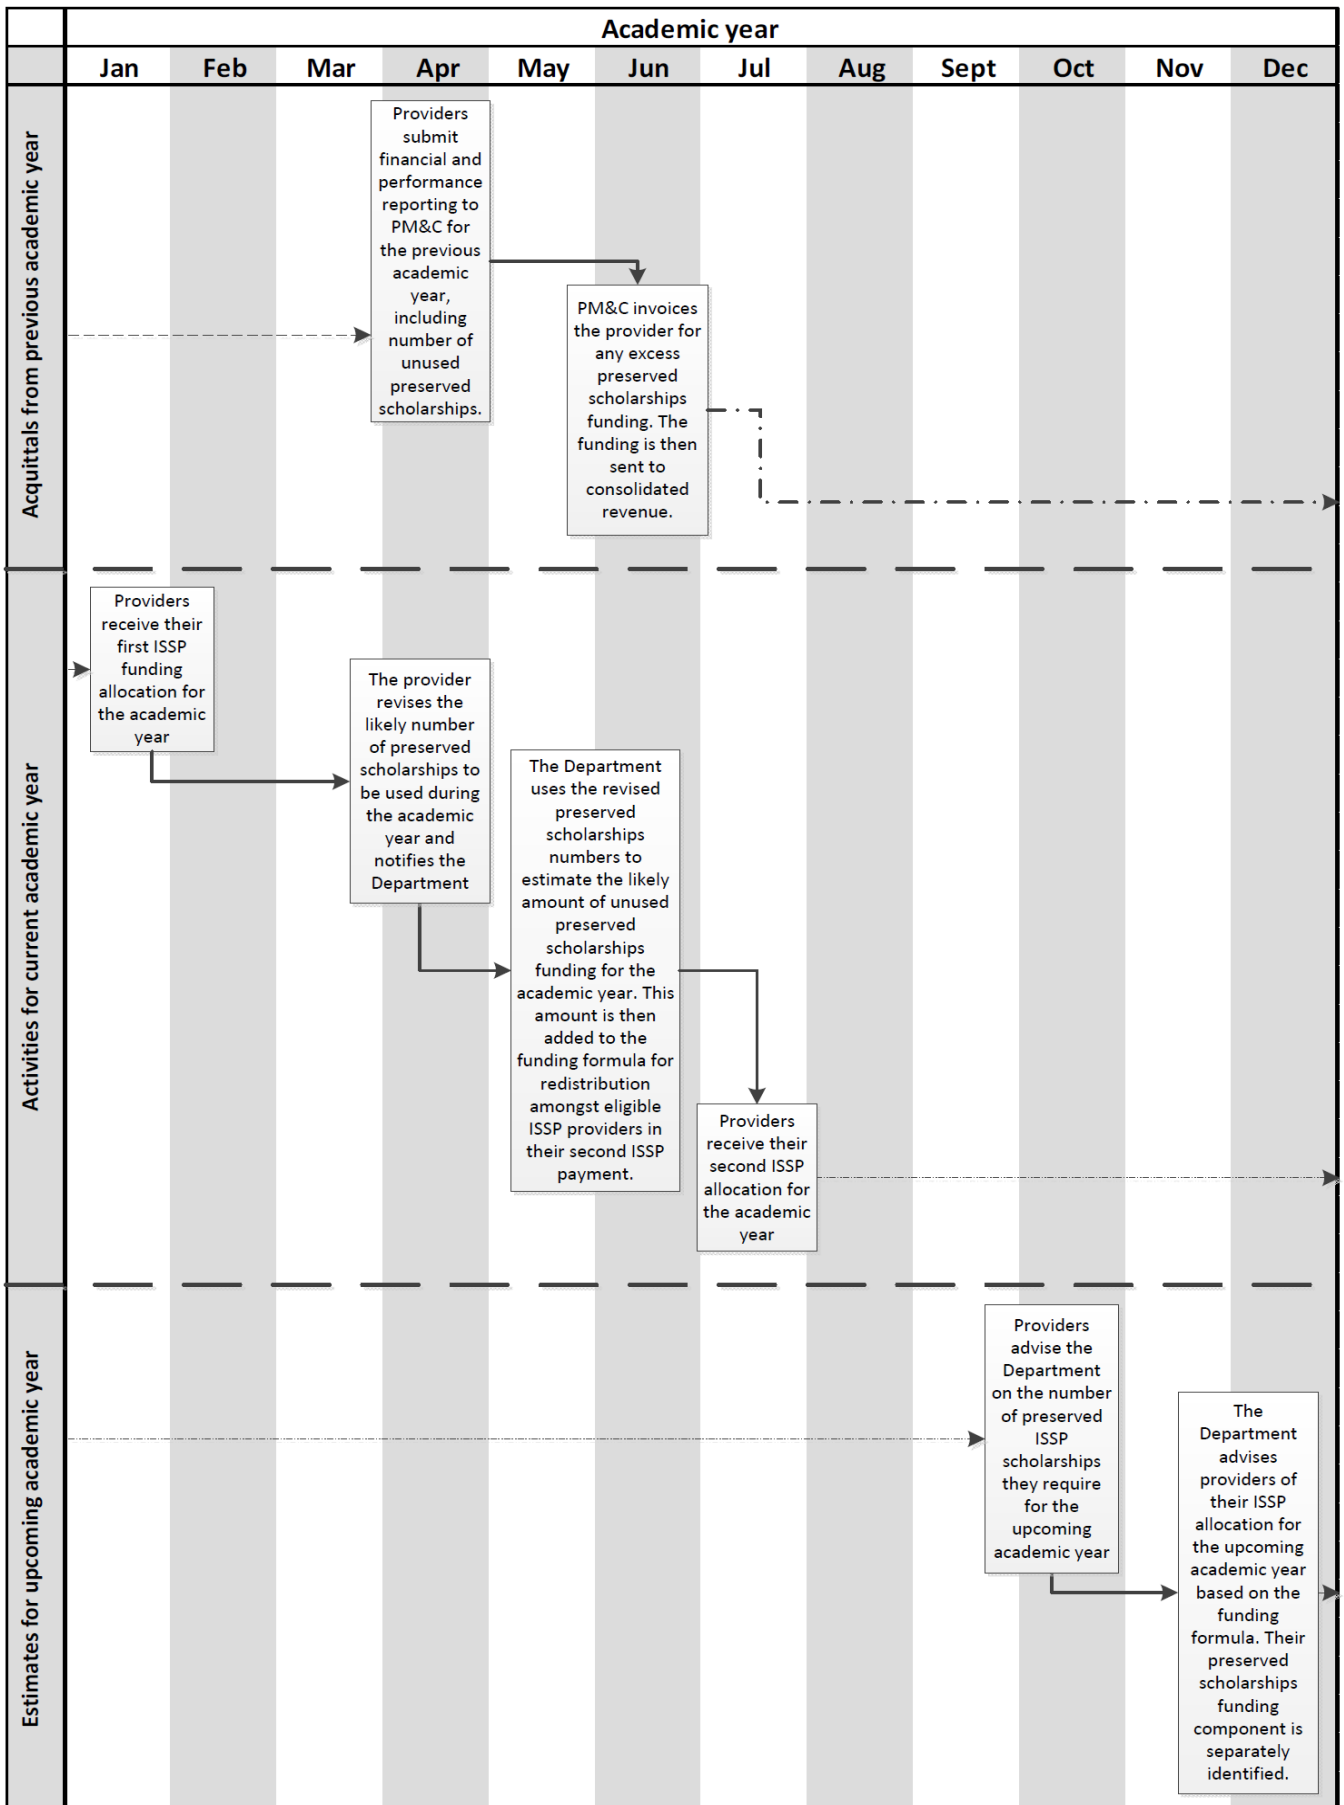 Academic year
Jan Feb Mar Apr May Jun Jul Aug Sept Oct Nov Dec
Acquittals from previous academic year
Providers
submit
financial and
performance
reporting to
PM&C for
the previous
academic
year,
including
number of
unused
preserved
scholarships.
PM&C invoices
the provider for
any excess
preserved
scholarships
funding. The
funding is then
sent to
consolidated
revenue.
Activities for current academic year
Providers
receive their
first ISSP
funding
allocation for
the academic
year
The provider
revises the
likely number
of preserved
scholarships to
be used during
the academic
year and
notifies the
Department
The Department
uses the revised
preserved
scholarships
numbers to
estimate the likely
amount of unused
preserved
scholarships
funding for the
academic year. This
amount is then
added to the
funding formula for
redistribution
amongst eligible
ISSP providers in
their second ISSP
payment.
Providers
receive their
second ISSP
allocation for
the academic
year
Estimates for upcoming academic year
Providers
advise the
Department
on the number
of preserved
ISSP
scholarships
they require
for the
upcoming
academic year
The
Department
advises
providers of
their ISSP
allocation for
the upcoming
academic year
based on the
funding
formula. Their
preserved
scholarships
funding
component is
separately
identified.